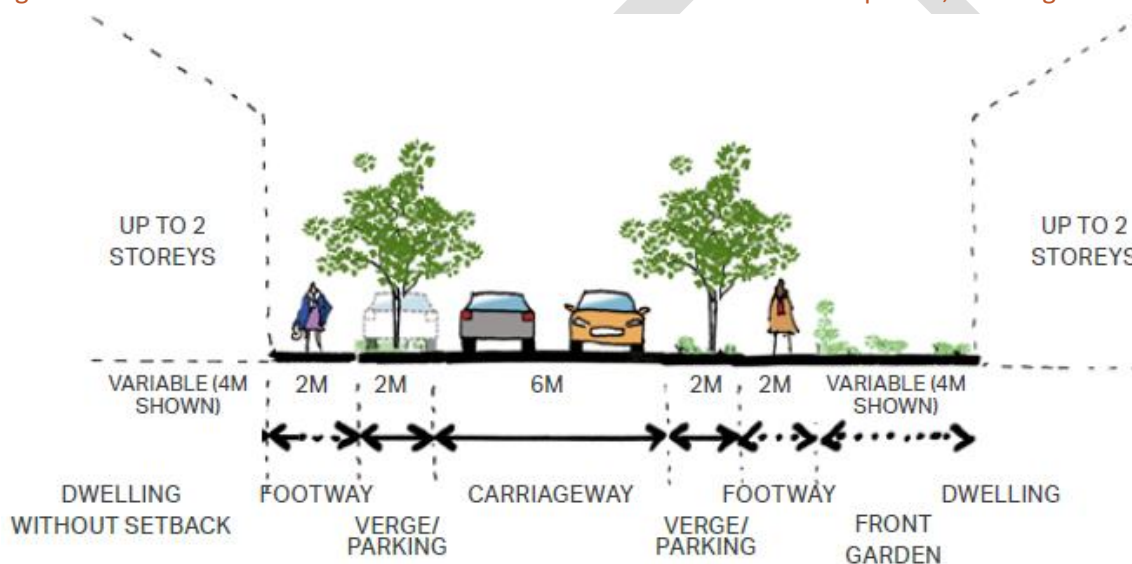 UP TO 2
STOREYS
UP TO 2
STOREYS
VARIABLE (4M
SHOWN)
2M
2M
6M
2M
2M
VARIABLE (4M
SHOWN)
DWELLING
WITHOUT SETBACK
FOOTWAY
VERGE/
PARKING
CARRIAGEWAY
VERGE/
PARKING
FOOTWAY
FRONT
GARDEN
DWELLING